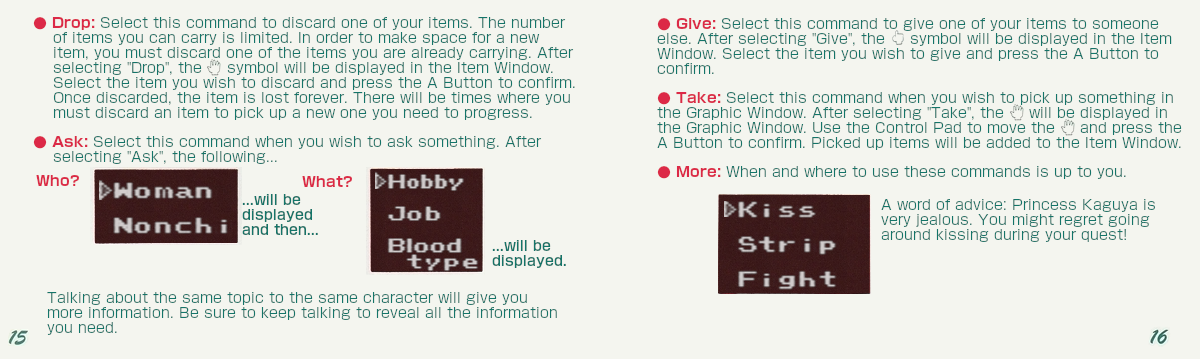 ● Drop: Select this command to discard one of your items. The number
of items you can carry is limited. In order to make space for a new
item, you must discard one of the items you are already carrying. After
selecting "Drop", the symbol will be displayed in the Item Window.
Select the item you wish to discard and press the A Button to confirm.
Once discarded, the item is lost forever. There will be times where you
must discard an item to pick up a new one you need to progress.
● Ask: Select this command when you wish to ask something. After
selecting "Ask", the following...
Who?
Woman
Nonchi
...will be
displayed
and then...
What?
Hobby
Job
Blood
type
...will be
displayed.
Talking about the same topic to the same character will give you
more information. Be sure to keep talking to reveal all the information
you need.
15
● Give: Select this command to give one of your items to someone
else. After selecting "Give", the symbol will be displayed in the Item
Window. Select the item you wish to give and press the A Button to
confirm.
● Take: Select this command when you wish to pick up something in
the Graphic Window. After selecting "Take", the will be displayed in
the Graphic Window. Use the Control Pad to move the and press the
A Button to confirm. Picked up items will be added to the Item Window.
● More: When and where to use these commands is up to you.
Kiss
Strip
Fight
A word of advice: Princess Kaguya is
very jealous. You might regret going
around kissing during your quest!
16